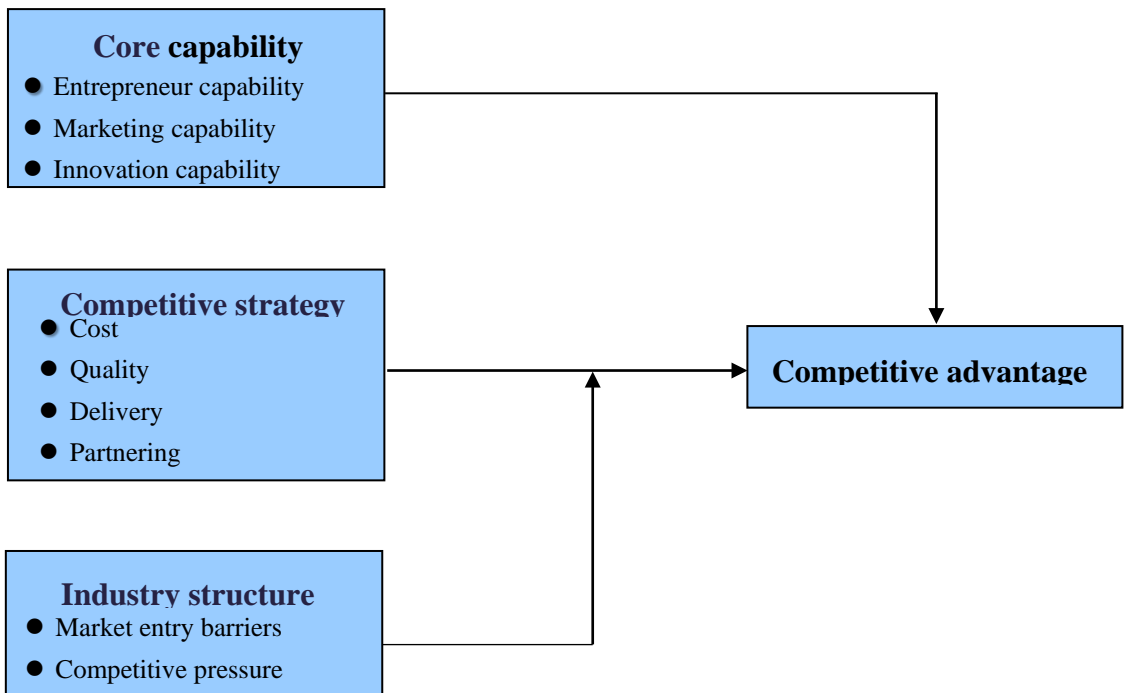 Core capability
● Entrepreneur capability
● Marketing capability
● Innovation capability
Competitive strategy
● Cost
● Quality
● Delivery
● Partnering
Competitive advantage
Industry structure
● Market entry barriers
● Competitive pressure